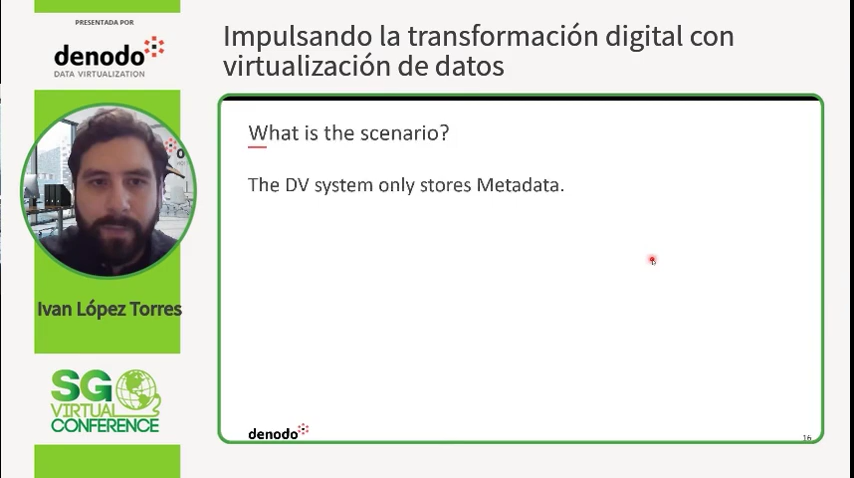 PRESENTADA POR
denodo
DATA VIRTUALIZATION
Impulsando la transformación digital con
virtualización de datos
What is the scenario?
The DV system only stores Metadata.
Ivan López Torres
SG
VIRTUAL
CONFERENCE
denodo
16